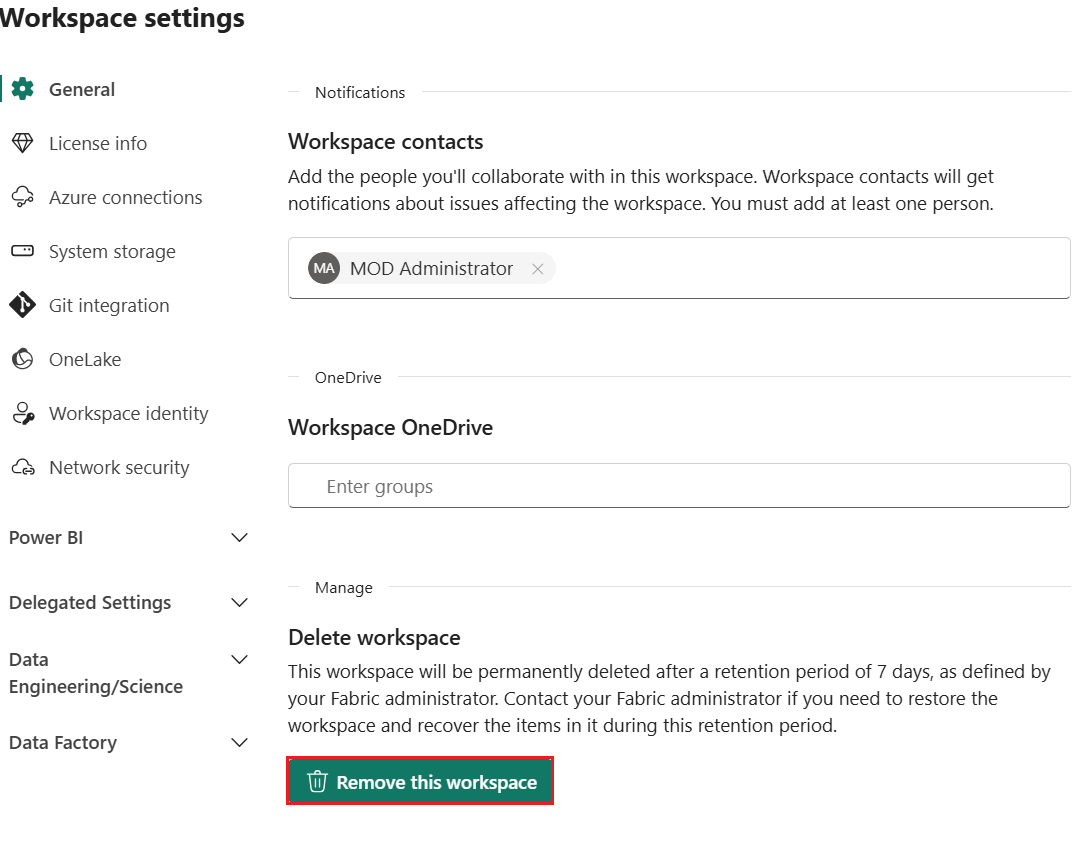 Workspace settings
General
License info
Azure connections
System storage
Git integration
OneLake
Workspace identity
Network security
Power BI
Delegated Settings
Data
Engineering/Science
Data Factory
Notifications
Workspace contacts
Add the people you'll collaborate with in this workspace. Workspace contacts will get
notifications about issues affecting the workspace. You must add at least one person.
MA MOD Administrator
OneDrive
Workspace OneDrive
Enter groups
Manage
Delete workspace
This workspace will be permanently deleted after a retention period of 7 days, as defined by
your Fabric administrator. Contact your Fabric administrator if you need to restore the
workspace and recover the items in it during this retention period.
Remove this workspace